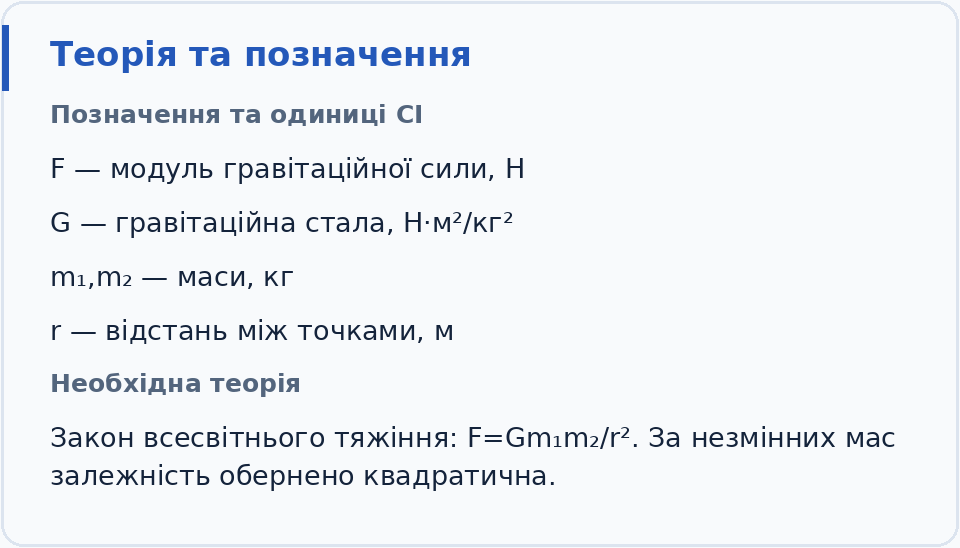 Теорія та позначення
Позначення та одиниці СІ
F — модуль гравітаційної сили, Н
G — гравітаційна стала, Н·м²/кг²
m₁,m₂ — маси, кг
r — відстань між точками, м
Необхідна теорія
Закон всесвітнього тяжіння: F=Gm₁m₂/r². За незмінних мас
залежність обернено квадратична.